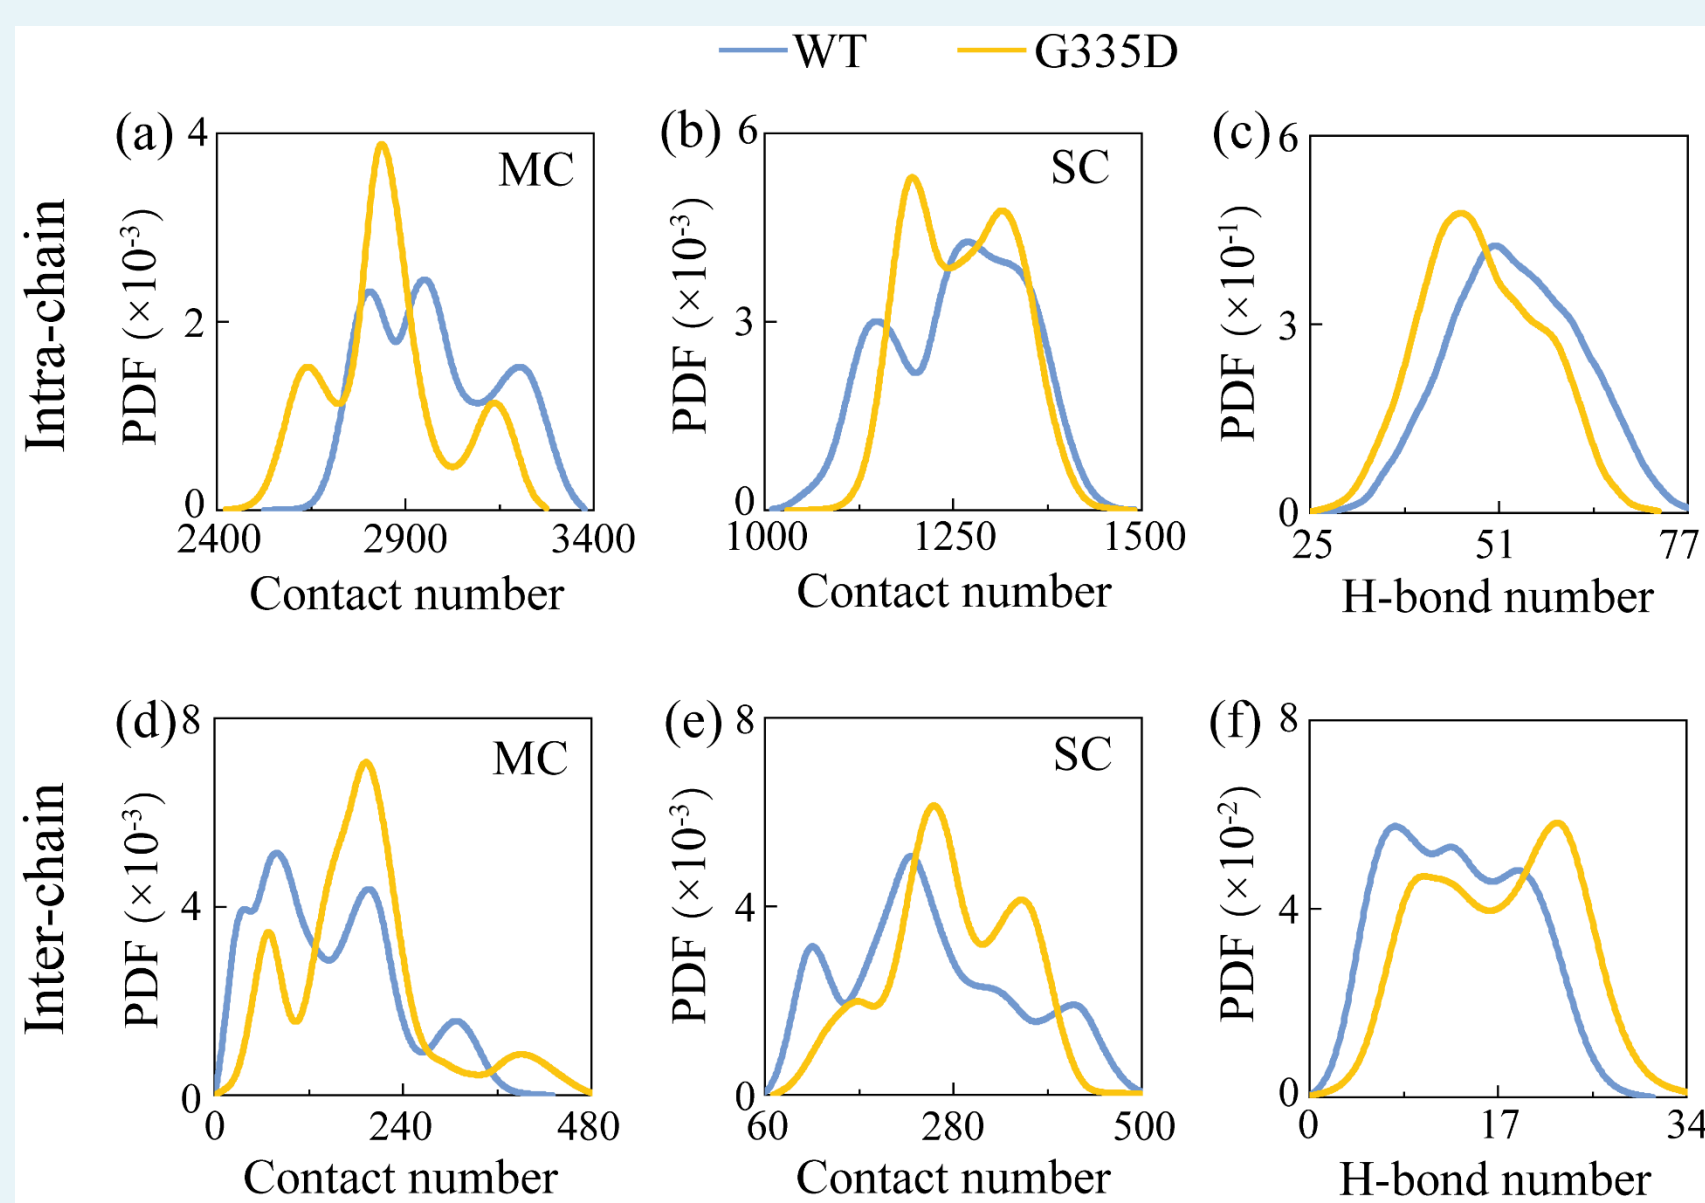 WT G335D
Intra-chain
(a) MC
PDF (×10⁻³)
4
2
0
2400 2900 3400
Contact number
(b) SC
PDF (×10⁻³)
6
3
0
1000 1250 1500
Contact number
(c)
PDF (×10⁻¹)
6
3
0
25 51 77
H-bond number
Inter-chain
(d) MC
PDF (×10⁻³)
8
4
0
0 240 480
Contact number
(e) SC
PDF (×10⁻³)
8
4
0
60 280 500
Contact number
(f)
PDF (×10⁻²)
8
4
0
0 17 34
H-bond number